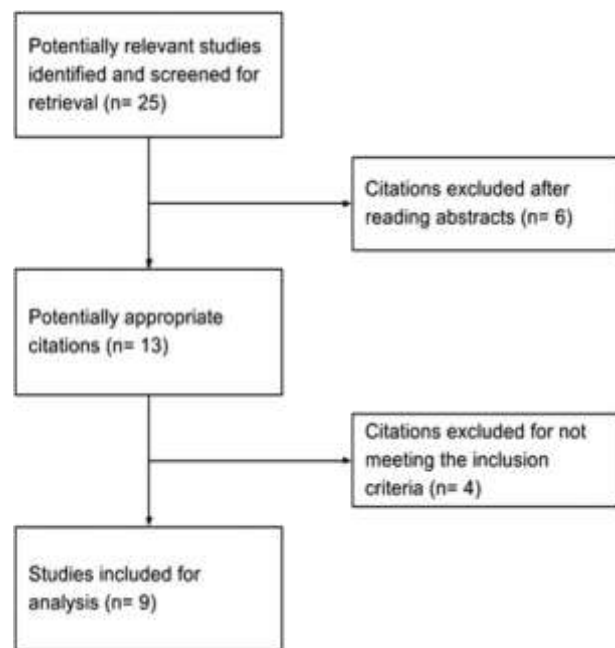 Potentially relevant studies
identified and screened for
retrieval (n= 25)
Citations excluded after
reading abstracts (n= 6)
Potentially appropriate
citations (n= 13)
Citations excluded for not
meeting the inclusion
criteria (n= 4)
Studies included for
analysis (n= 9)